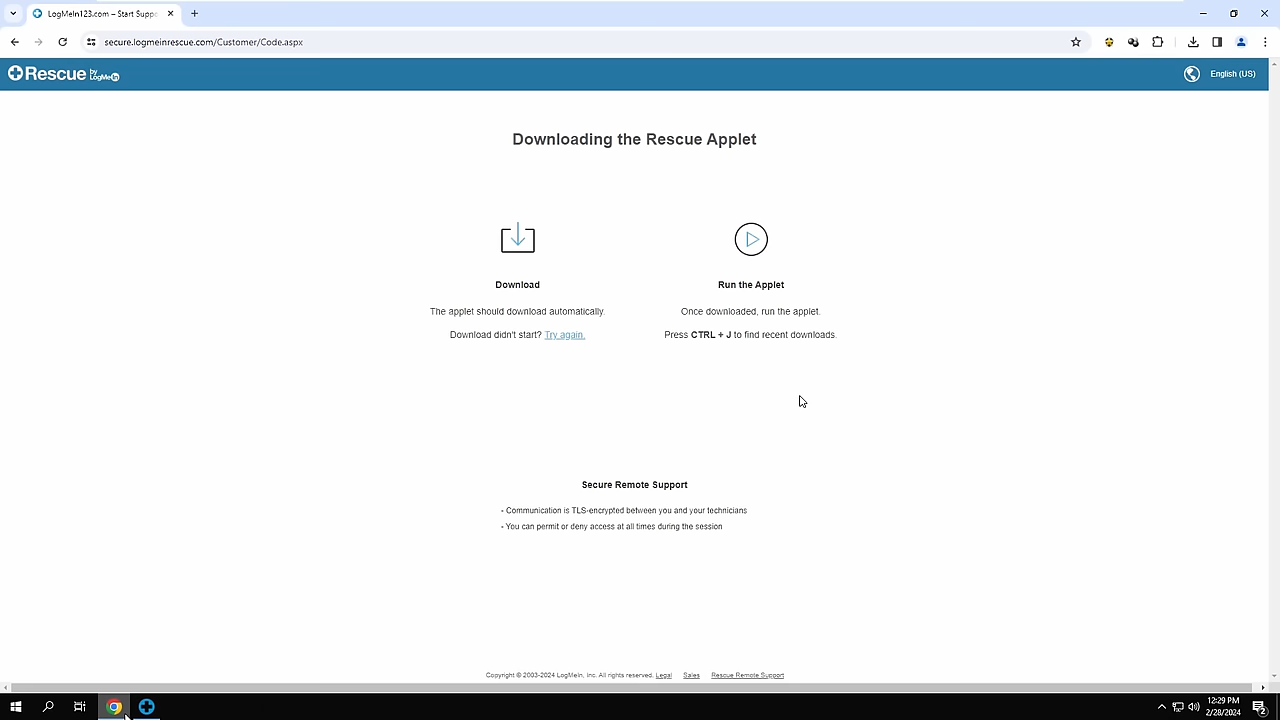 LogMeIn123.com – Start Suppo
secure.logmeinrescue.com/Customer/Code.aspx
Rescue by LogMeIn
English (US)
Downloading the Rescue Applet
Download
Run the Applet
The applet should download automatically.
Once downloaded, run the applet.
Download didn't start? Try again.
Press CTRL + J to find recent downloads.
Secure Remote Support
- Communication is TLS-encrypted between you and your technicians
- You can permit or deny access at all times during the session
Copyright © 2003-2024 LogMeIn, Inc. All rights reserved. Legal Sales Rescue Remote Support
12:29 PM
2/28/2024
2